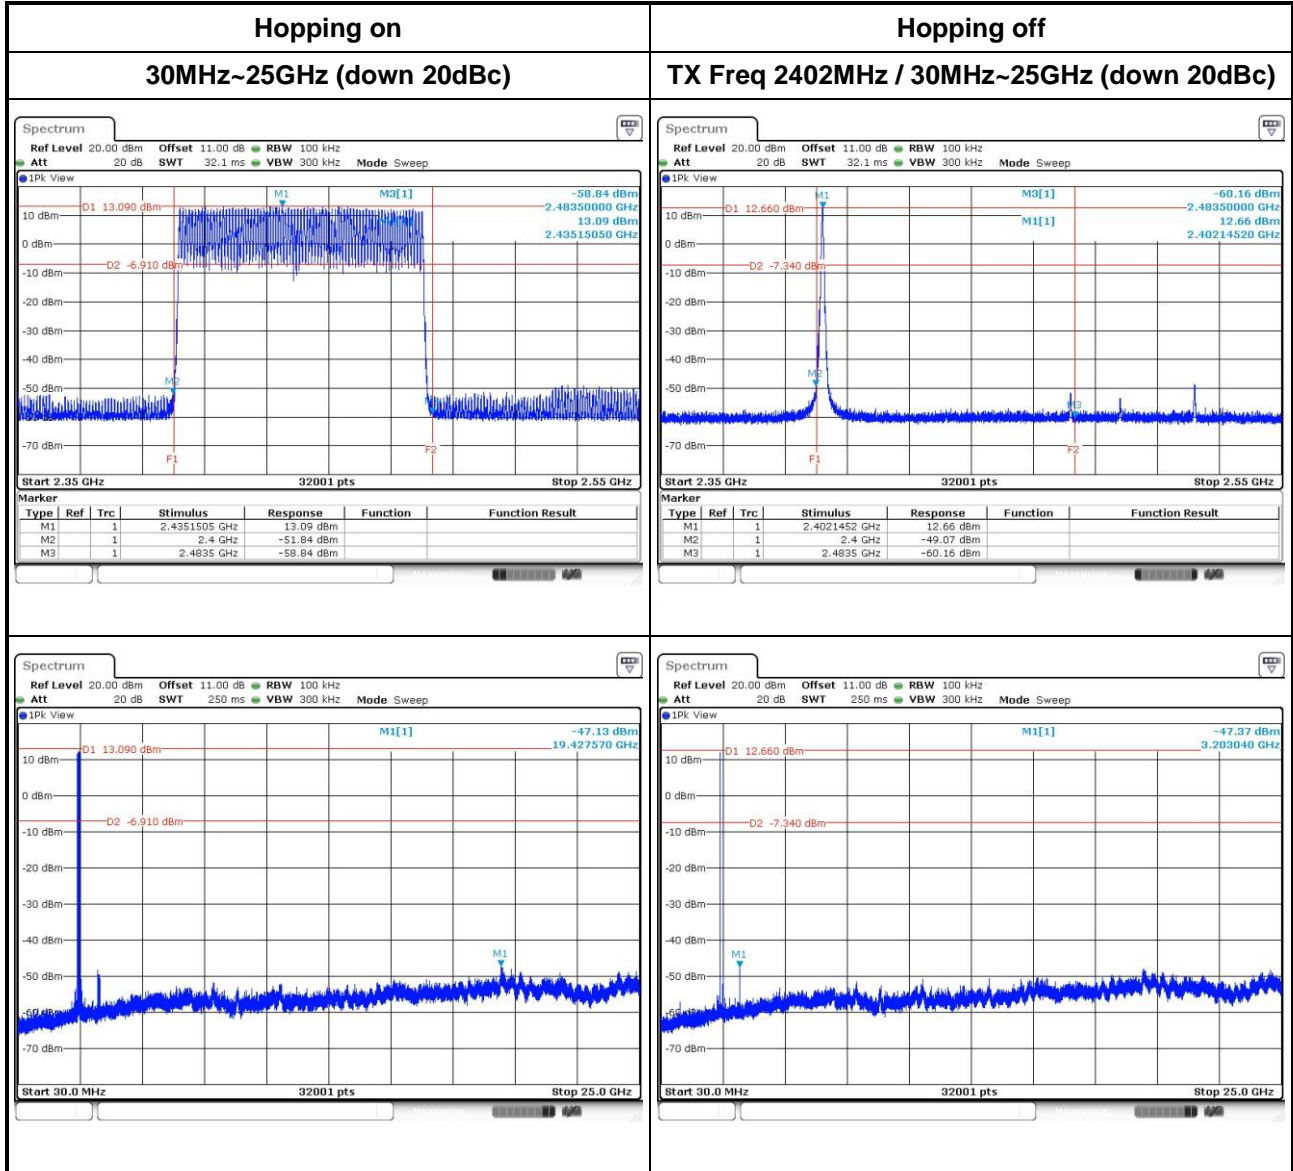 Hopping on
Hopping off
30MHz~25GHz (down 20dBc)
TX Freq 2402MHz / 30MHz~25GHz (down 20dBc)
Spectrum
Ref Level 20.00 dBm Offset 11.00 dB RBW 100 kHz
Att 20 dB SWT 32.1 ms VBW 300 kHz Mode Sweep
1Pk View
M1
M3[1] -58.84 dBm
2.48350000 GHz
D1 13.090 dBm
13.09 dBm
2.43515050 GHz
10 dBm
0 dBm
D2 -6.910 dBm
-10 dBm
-20 dBm
-30 dBm
-40 dBm
M2
-50 dBm
-70 dBm
F1
F2
Start 2.35 GHz 32001 pts Stop 2.55 GHz
Marker
Type Ref Trc Stimulus Response Function Function Result
M1 1 2.4351505 GHz 13.09 dBm
M2 1 2.4 GHz -51.84 dBm
M3 1 2.4835 GHz -58.84 dBm
Spectrum
Ref Level 20.00 dBm Offset 11.00 dB RBW 100 kHz
Att 20 dB SWT 32.1 ms VBW 300 kHz Mode Sweep
1Pk View
M1
M3[1] -60.16 dBm
2.48350000 GHz
D1 12.660 dBm
M1[1] 12.66 dBm
2.40214520 GHz
10 dBm
0 dBm
D2 -7.340 dBm
-10 dBm
-20 dBm
-30 dBm
-40 dBm
M2
-50 dBm
M3
-70 dBm
F1
F2
Start 2.35 GHz 32001 pts Stop 2.55 GHz
Marker
Type Ref Trc Stimulus Response Function Function Result
M1 1 2.4021452 GHz 12.66 dBm
M2 1 2.4 GHz -49.07 dBm
M3 1 2.4835 GHz -60.16 dBm
Spectrum
Ref Level 20.00 dBm Offset 11.00 dB RBW 100 kHz
Att 20 dB SWT 250 ms VBW 300 kHz Mode Sweep
1Pk View
M1[1] -47.13 dBm
19.427570 GHz
D1 13.090 dBm
10 dBm
0 dBm
D2 -6.910 dBm
-10 dBm
-20 dBm
-30 dBm
-40 dBm
M1
-50 dBm
-70 dBm
Start 30.0 MHz 32001 pts Stop 25.0 GHz
Spectrum
Ref Level 20.00 dBm Offset 11.00 dB RBW 100 kHz
Att 20 dB SWT 250 ms VBW 300 kHz Mode Sweep
1Pk View
M1[1] -47.37 dBm
3.203040 GHz
D1 12.660 dBm
10 dBm
0 dBm
D2 -7.340 dBm
-10 dBm
-20 dBm
-30 dBm
-40 dBm
M1
-50 dBm
-70 dBm
Start 30.0 MHz 32001 pts Stop 25.0 GHz